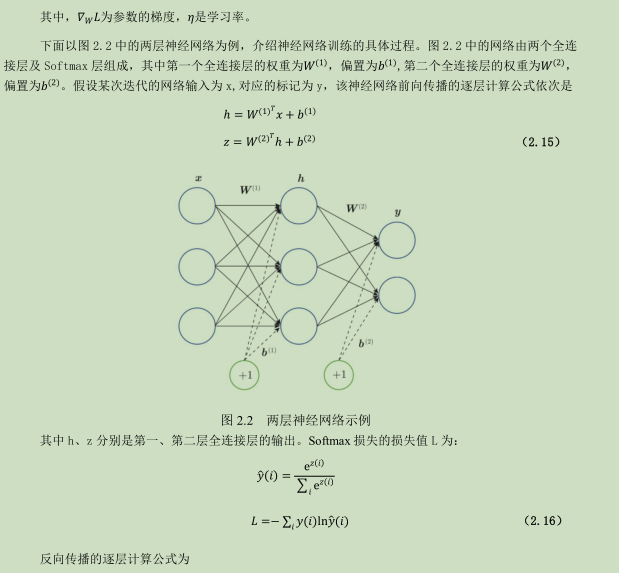 其中，∇_W L为参数的梯度，η是学习率。
下面以图 2.2 中的两层神经网络为例，介绍神经网络训练的具体过程。图 2.2 中的网络由两个全连
接层及 Softmax 层组成，其中第一个全连接层的权重为W^(1)，偏置为b^(1),第二个全连接层的权重为W^(2)，
偏置为b^(2)。假设某次迭代的网络输入为 x,对应的标记为 y，该神经网络前向传播的逐层计算公式依次是
h = W^(1)^T x + b^(1)
z = W^(2)^T h + b^(2) （2.15）
x h
W^(1)
W^(2)
y
b^(1)
b^(2)
+1 +1
图 2.2 两层神经网络示例
其中 h、z 分别是第一、第二层全连接层的输出。Softmax 损失的损失值 L 为：
ŷ(i) = e^z(i) / ∑_i e^z(i)
L = − ∑_i y(i)lnŷ(i) （2.16）
反向传播的逐层计算公式为